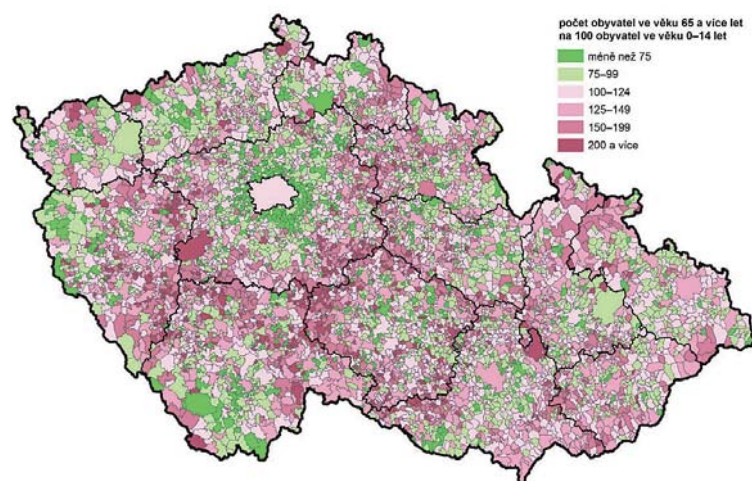 počet obyvatel ve věku 65 a více let
na 100 obyvatel ve věku 0–14 let
méně než 75
75–99
100–124
125–149
150–199
200 a více